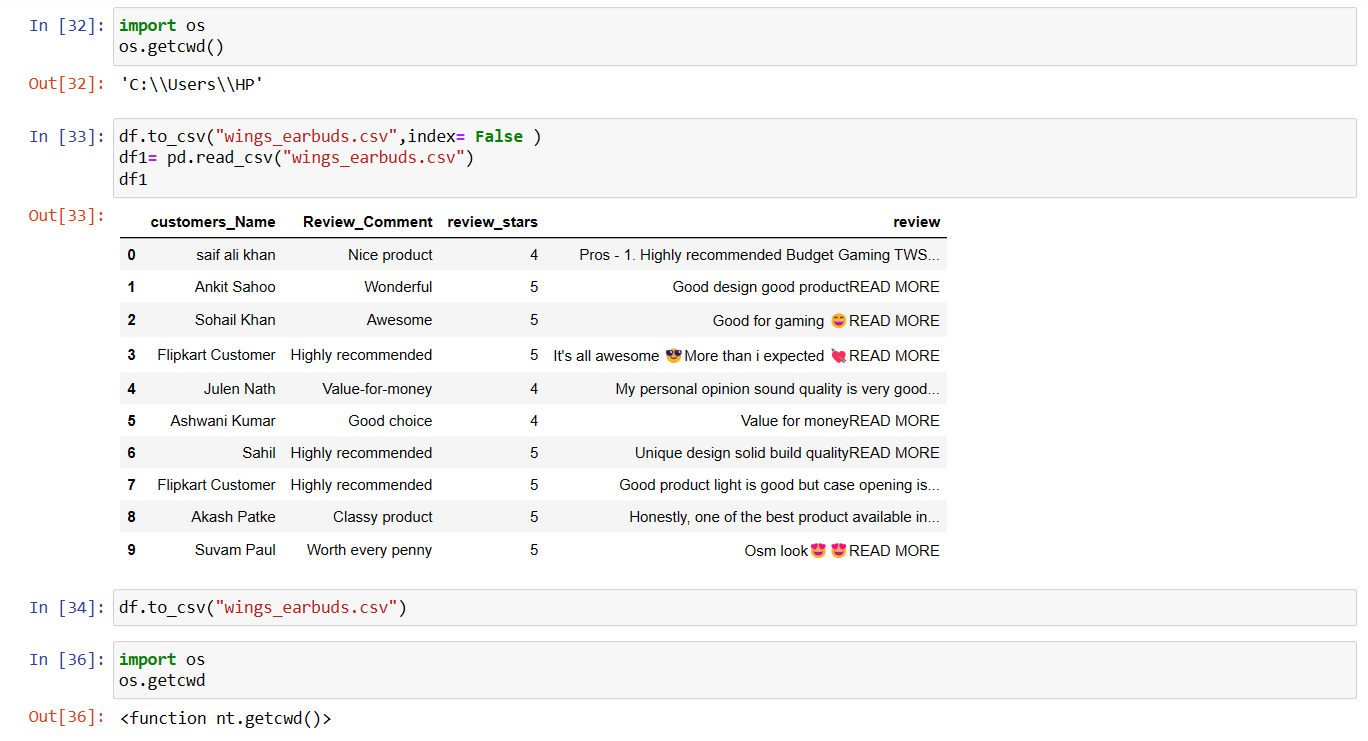 In [32]: import os
os.getcwd()
Out[32]: 'C:\\Users\\HP'
In [33]: df.to_csv("wings_earbuds.csv",index= False )
df1= pd.read_csv("wings_earbuds.csv")
df1
Out[33]:
customers_Name Review_Comment review_stars review
0 saif ali khan Nice product 4 Pros - 1. Highly recommended Budget Gaming TWS...
1 Ankit Sahoo Wonderful 5 Good design good productREAD MORE
2 Sohail Khan Awesome 5 Good for gaming 😄READ MORE
3 Flipkart Customer Highly recommended 5 It's all awesome 😎More than i expected 💘READ MORE
4 Julen Nath Value-for-money 4 My personal opinion sound quality is very good...
5 Ashwani Kumar Good choice 4 Value for moneyREAD MORE
6 Sahil Highly recommended 5 Unique design solid build qualityREAD MORE
7 Flipkart Customer Highly recommended 5 Good product light is good but case opening is...
8 Akash Patke Classy product 5 Honestly, one of the best product available in...
9 Suvam Paul Worth every penny 5 Osm look😍 😍READ MORE
In [34]: df.to_csv("wings_earbuds.csv")
In [36]: import os
os.getcwd
Out[36]: <function nt.getcwd()>